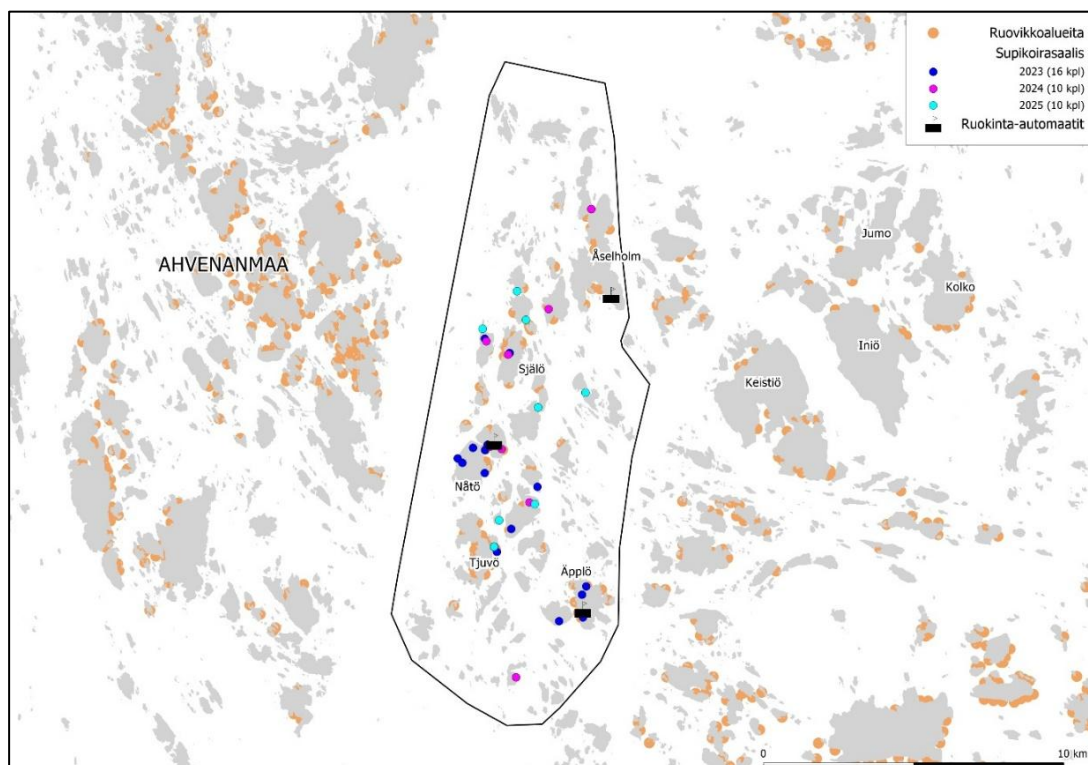 Ruovikkoalueita
Supikoirasaalis
2023 (16 kpl)
2024 (10 kpl)
2025 (10 kpl)
Ruokinta-automaatit
Jumo
Åselholm
AHVENANMAA
Kolko
Iniö
Själö
Keistiö
Nåtö
Tjuvö
Äpplö
0
10 km